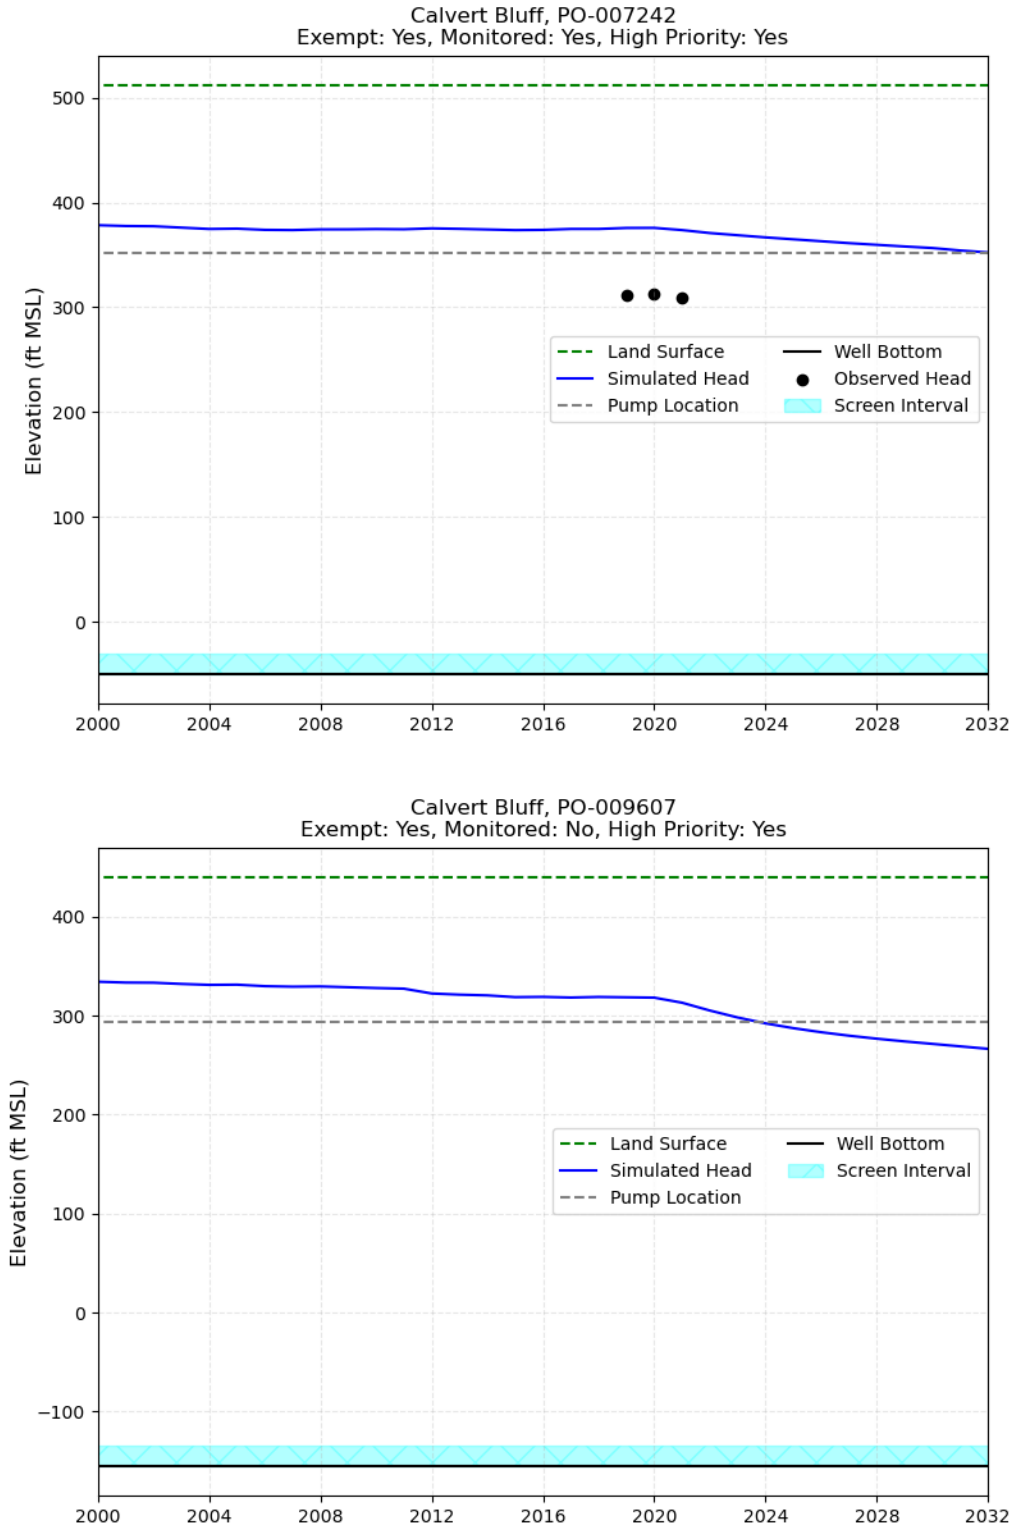 Calvert Bluff, PO-007242
Exempt: Yes, Monitored: Yes, High Priority: Yes
Elevation (ft MSL)
500
400
300
200
100
0
Land Surface
Simulated Head
Pump Location
Well Bottom
Observed Head
Screen Interval
2000 2004 2008 2012 2016 2020 2024 2028 2032
Calvert Bluff, PO-009607
Exempt: Yes, Monitored: No, High Priority: Yes
Elevation (ft MSL)
400
300
200
100
0
−100
Land Surface
Simulated Head
Pump Location
Well Bottom
Screen Interval
2000 2004 2008 2012 2016 2020 2024 2028 2032